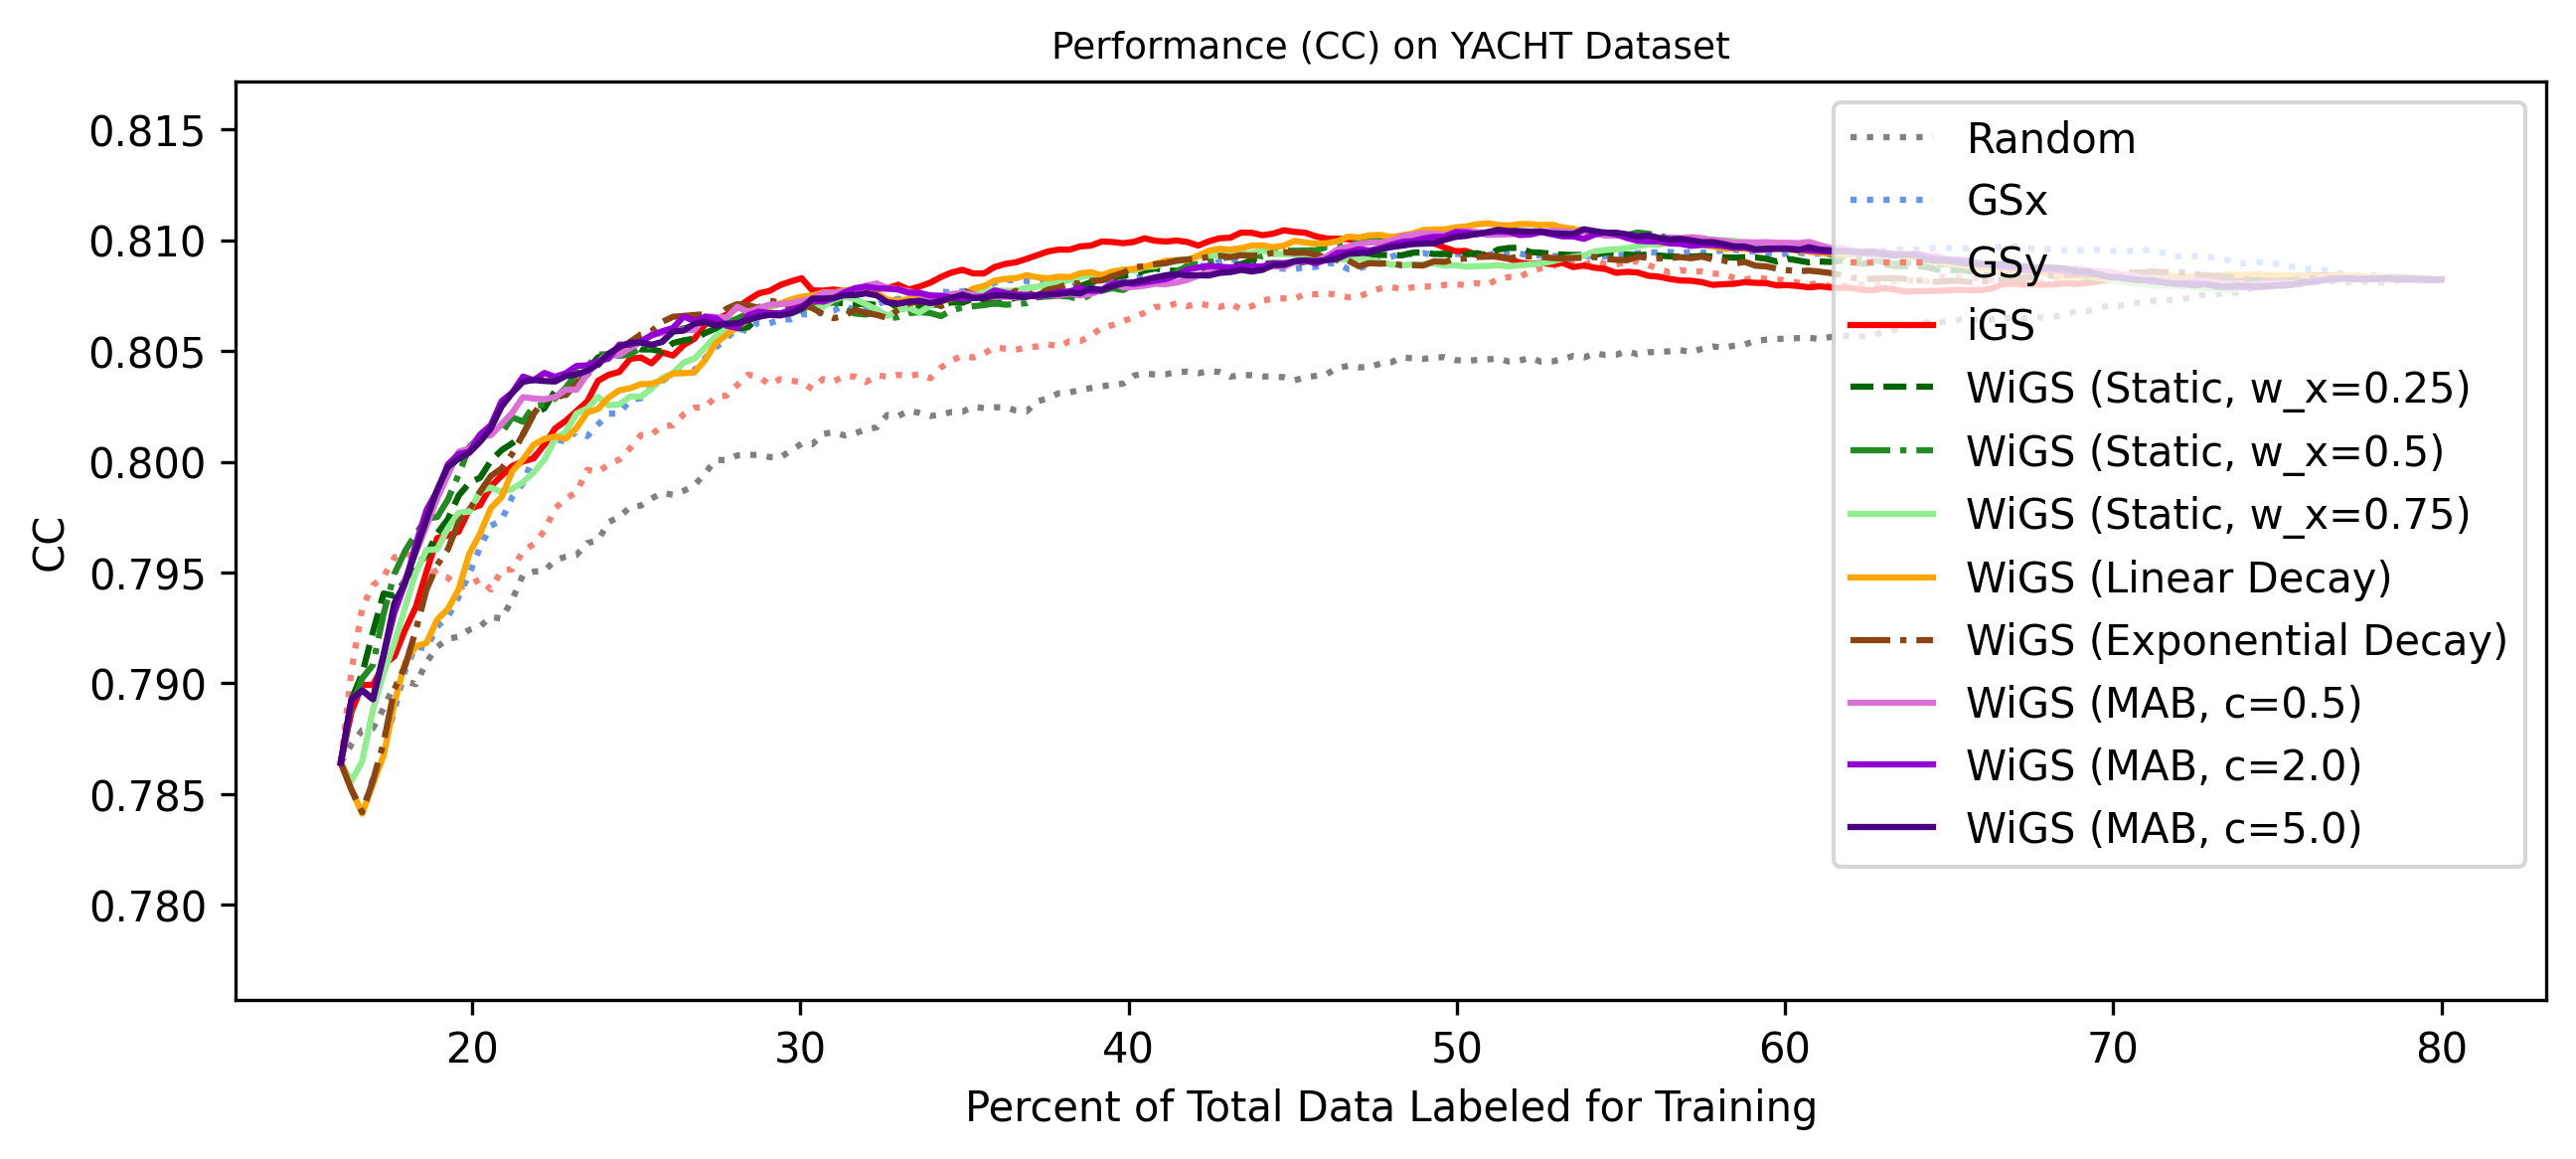 Performance (CC) on YACHT Dataset
0.815
0.810
0.805
0.800
0.795
0.790
0.785
0.780
CC
20 30 40 50 60 70 80
Percent of Total Data Labeled for Training
Random
GSx
GSy
iGS
WiGS (Static, w_x=0.25)
WiGS (Static, w_x=0.5)
WiGS (Static, w_x=0.75)
WiGS (Linear Decay)
WiGS (Exponential Decay)
WiGS (MAB, c=0.5)
WiGS (MAB, c=2.0)
WiGS (MAB, c=5.0)